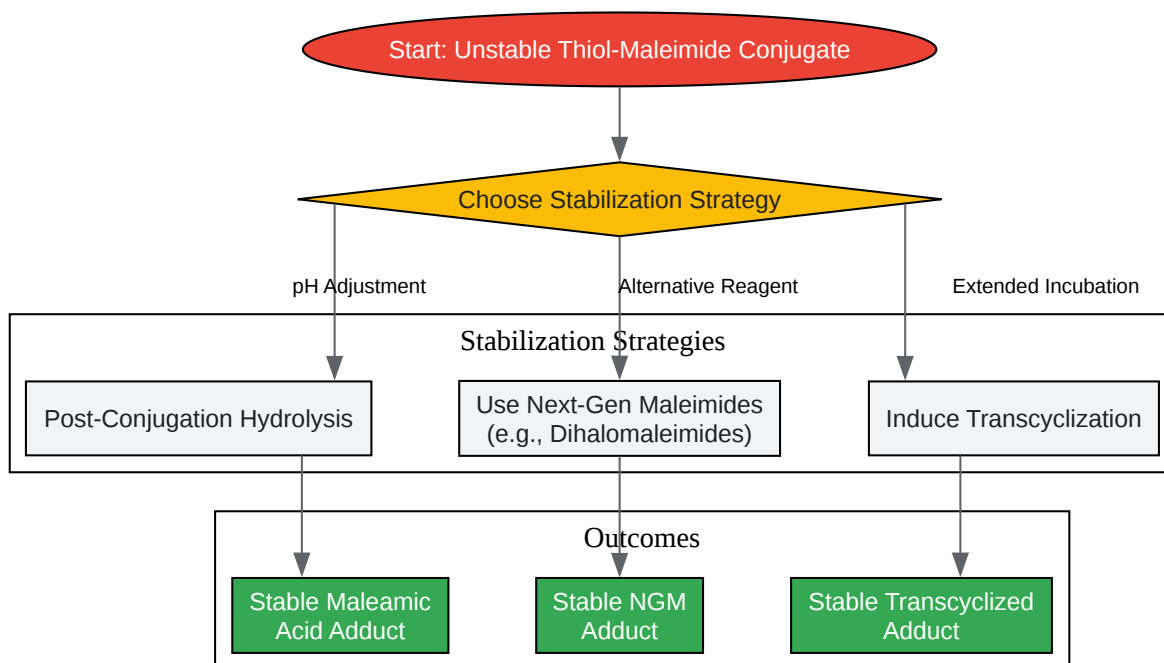 Start: Unstable Thiol-Maleimide Conjugate
Choose Stabilization Strategy
pH Adjustment
Alternative Reagent
Extended Incubation
Stabilization Strategies
Post-Conjugation Hydrolysis
Use Next-Gen Maleimides
(e.g., Dihalomaleimides)
Induce Transcyclization
Outcomes
Stable Maleamic
Acid Adduct
Stable NGM
Adduct
Stable Transcyclized
Adduct